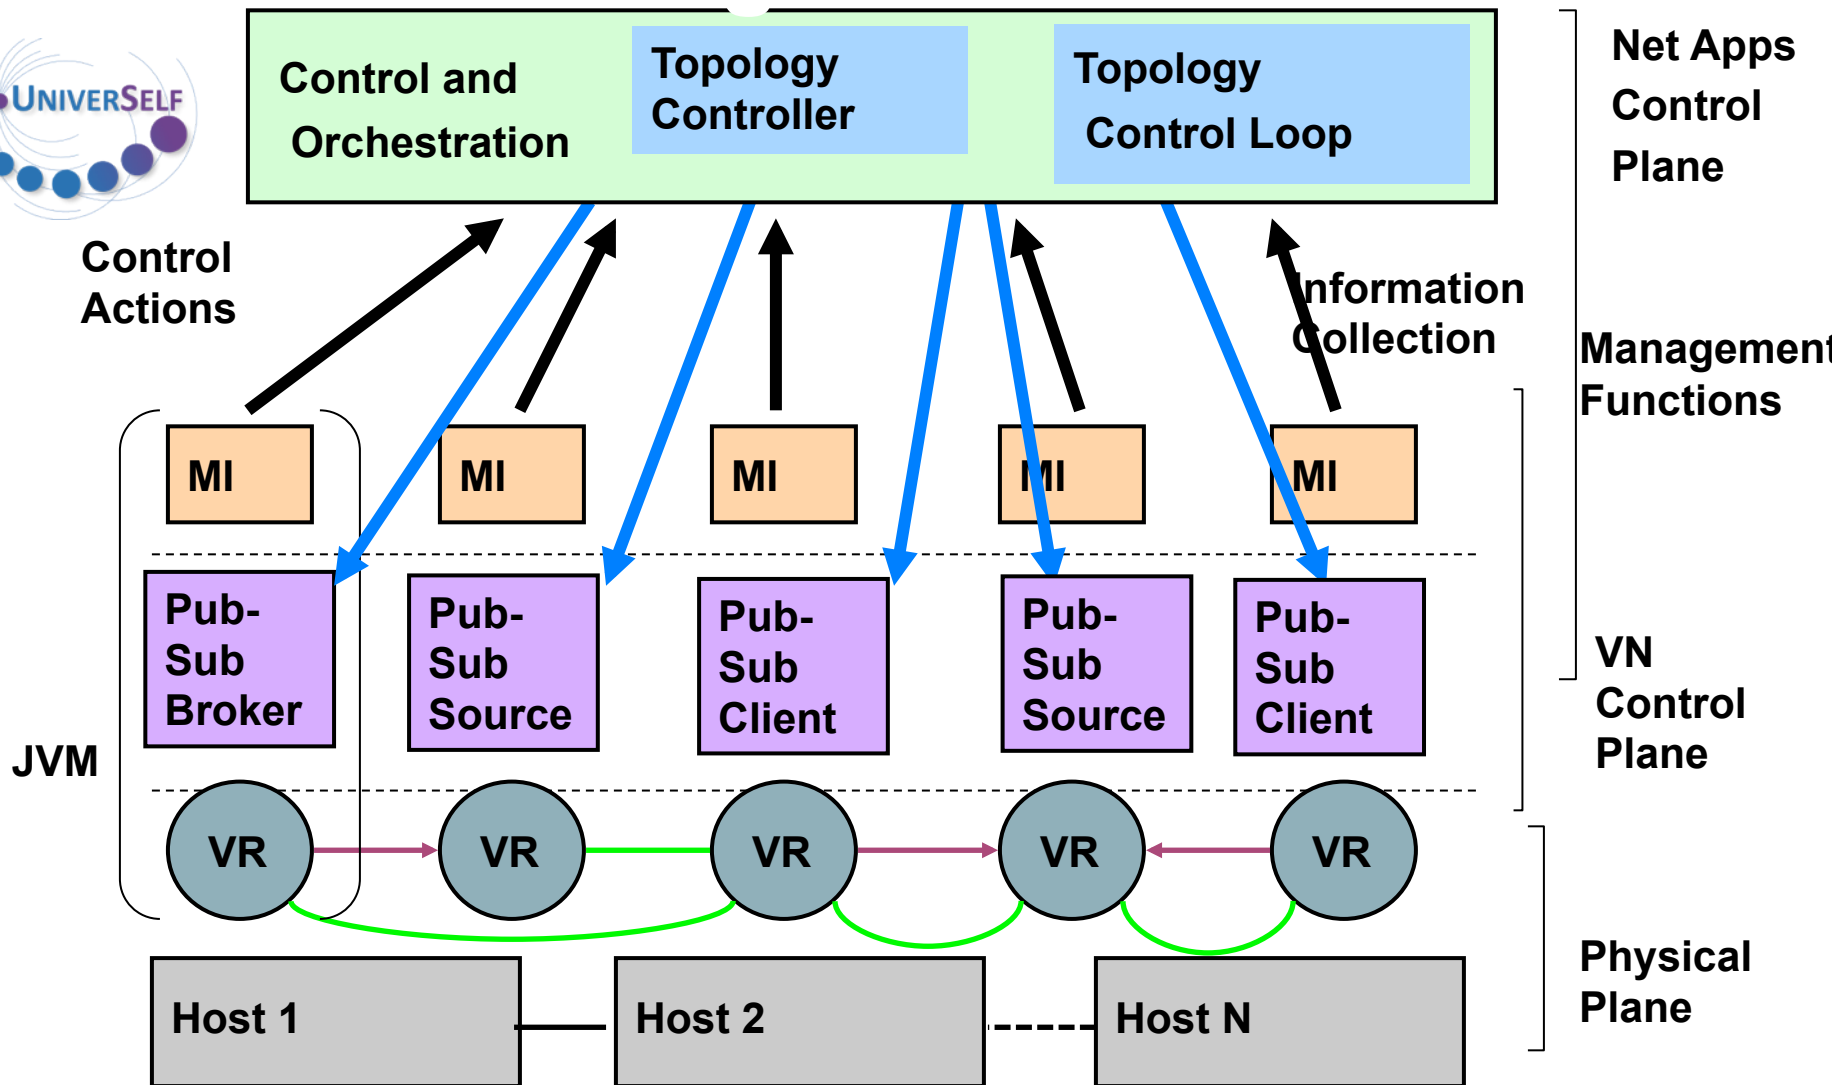 UNIVERSELF
Control and
Orchestration
Topology
Controller
Topology
Control Loop
Net Apps
Control
Plane
Control
Actions
Information
Collection
Management
Functions
MI
MI
MI
MI
MI
Pub-
Sub
Broker
Pub-
Sub
Source
Pub-
Sub
Client
Pub-
Sub
Source
Pub-
Sub
Client
VN
Control
Plane
JVM
VR
VR
VR
VR
VR
Host 1
Host 2
Host N
Physical
Plane